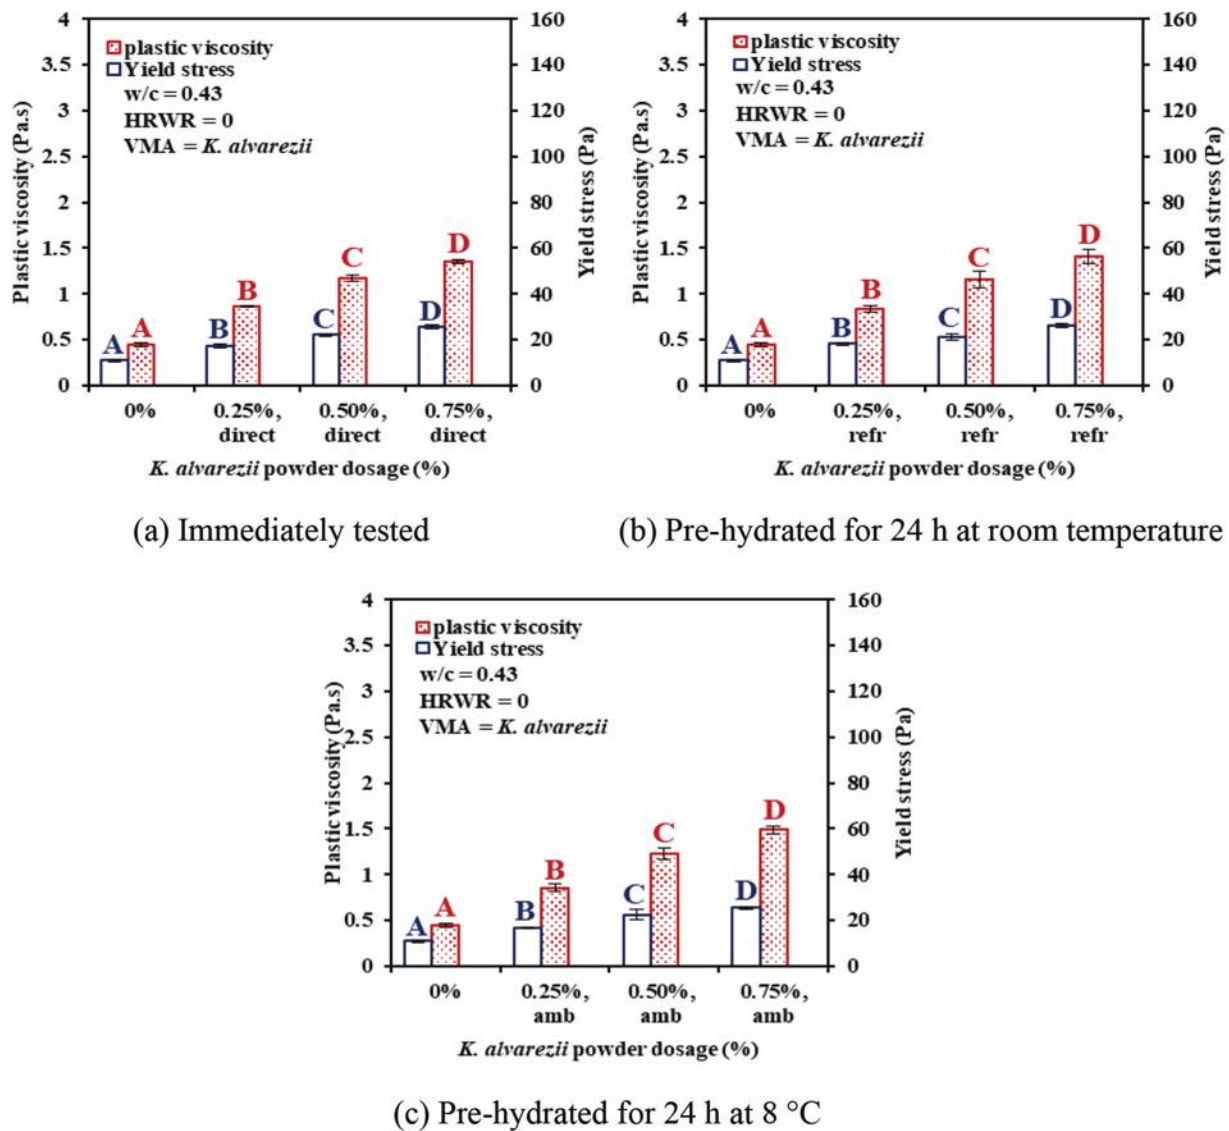 plastic viscosity
Yield stress
w/c = 0.43
HRWR = 0
VMA = K. alvarezii
Plastic viscosity (Pa.s)
4
3.5
3
2.5
2
1.5
1
0.5
0
Yield stress (Pa)
160
140
120
100
80
60
40
20
0
A A B B C C D D
0% 0.25%, direct 0.50%, direct 0.75%, direct
K. alvarezii powder dosage (%)
(a) Immediately tested
plastic viscosity
Yield stress
w/c = 0.43
HRWR = 0
VMA = K. alvarezii
Plastic viscosity (Pa.s)
4
3.5
3
2.5
2
1.5
1
0.5
0
Yield stress (Pa)
160
140
120
100
80
60
40
20
0
A A B B C C D D
0% 0.25%, refr 0.50%, refr 0.75%, refr
K. alvarezii powder dosage (%)
(b) Pre-hydrated for 24 h at room temperature
plastic viscosity
Yield stress
w/c = 0.43
HRWR = 0
VMA = K. alvarezii
Plastic viscosity (Pa.s)
4
3.5
3
2.5
2
1.5
1
0.5
0
Yield stress (Pa)
160
140
120
100
80
60
40
20
0
A A B B C C D D
0% 0.25%, amb 0.50%, amb 0.75%, amb
K. alvarezii powder dosage (%)
(c) Pre-hydrated for 24 h at 8 °C